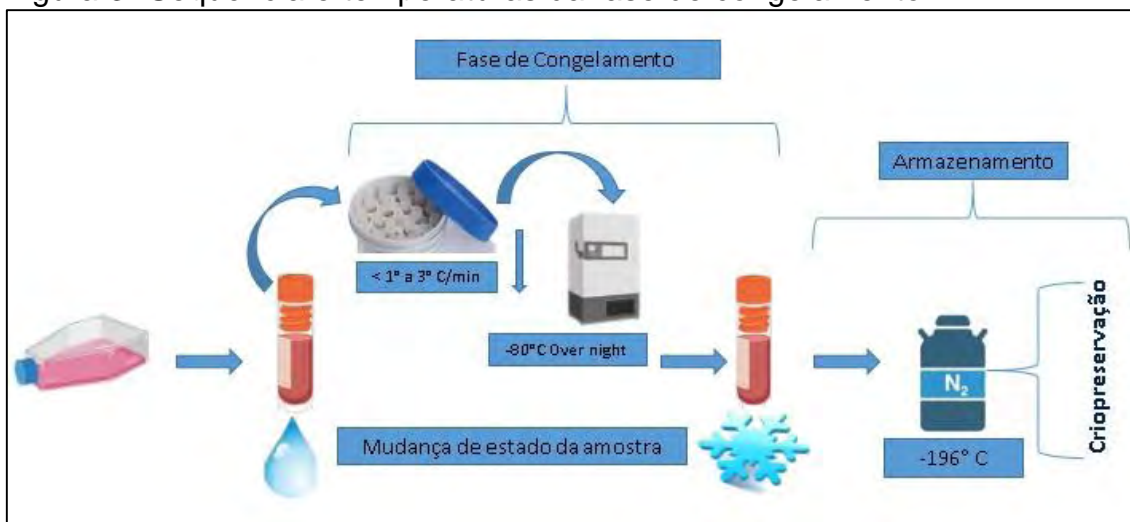 Fase de Congelamento
Armazenamento
< 1° a 3° C/min
-80°C Over night
N₂
Criopreservação
Mudança de estado da amostra
-196° C